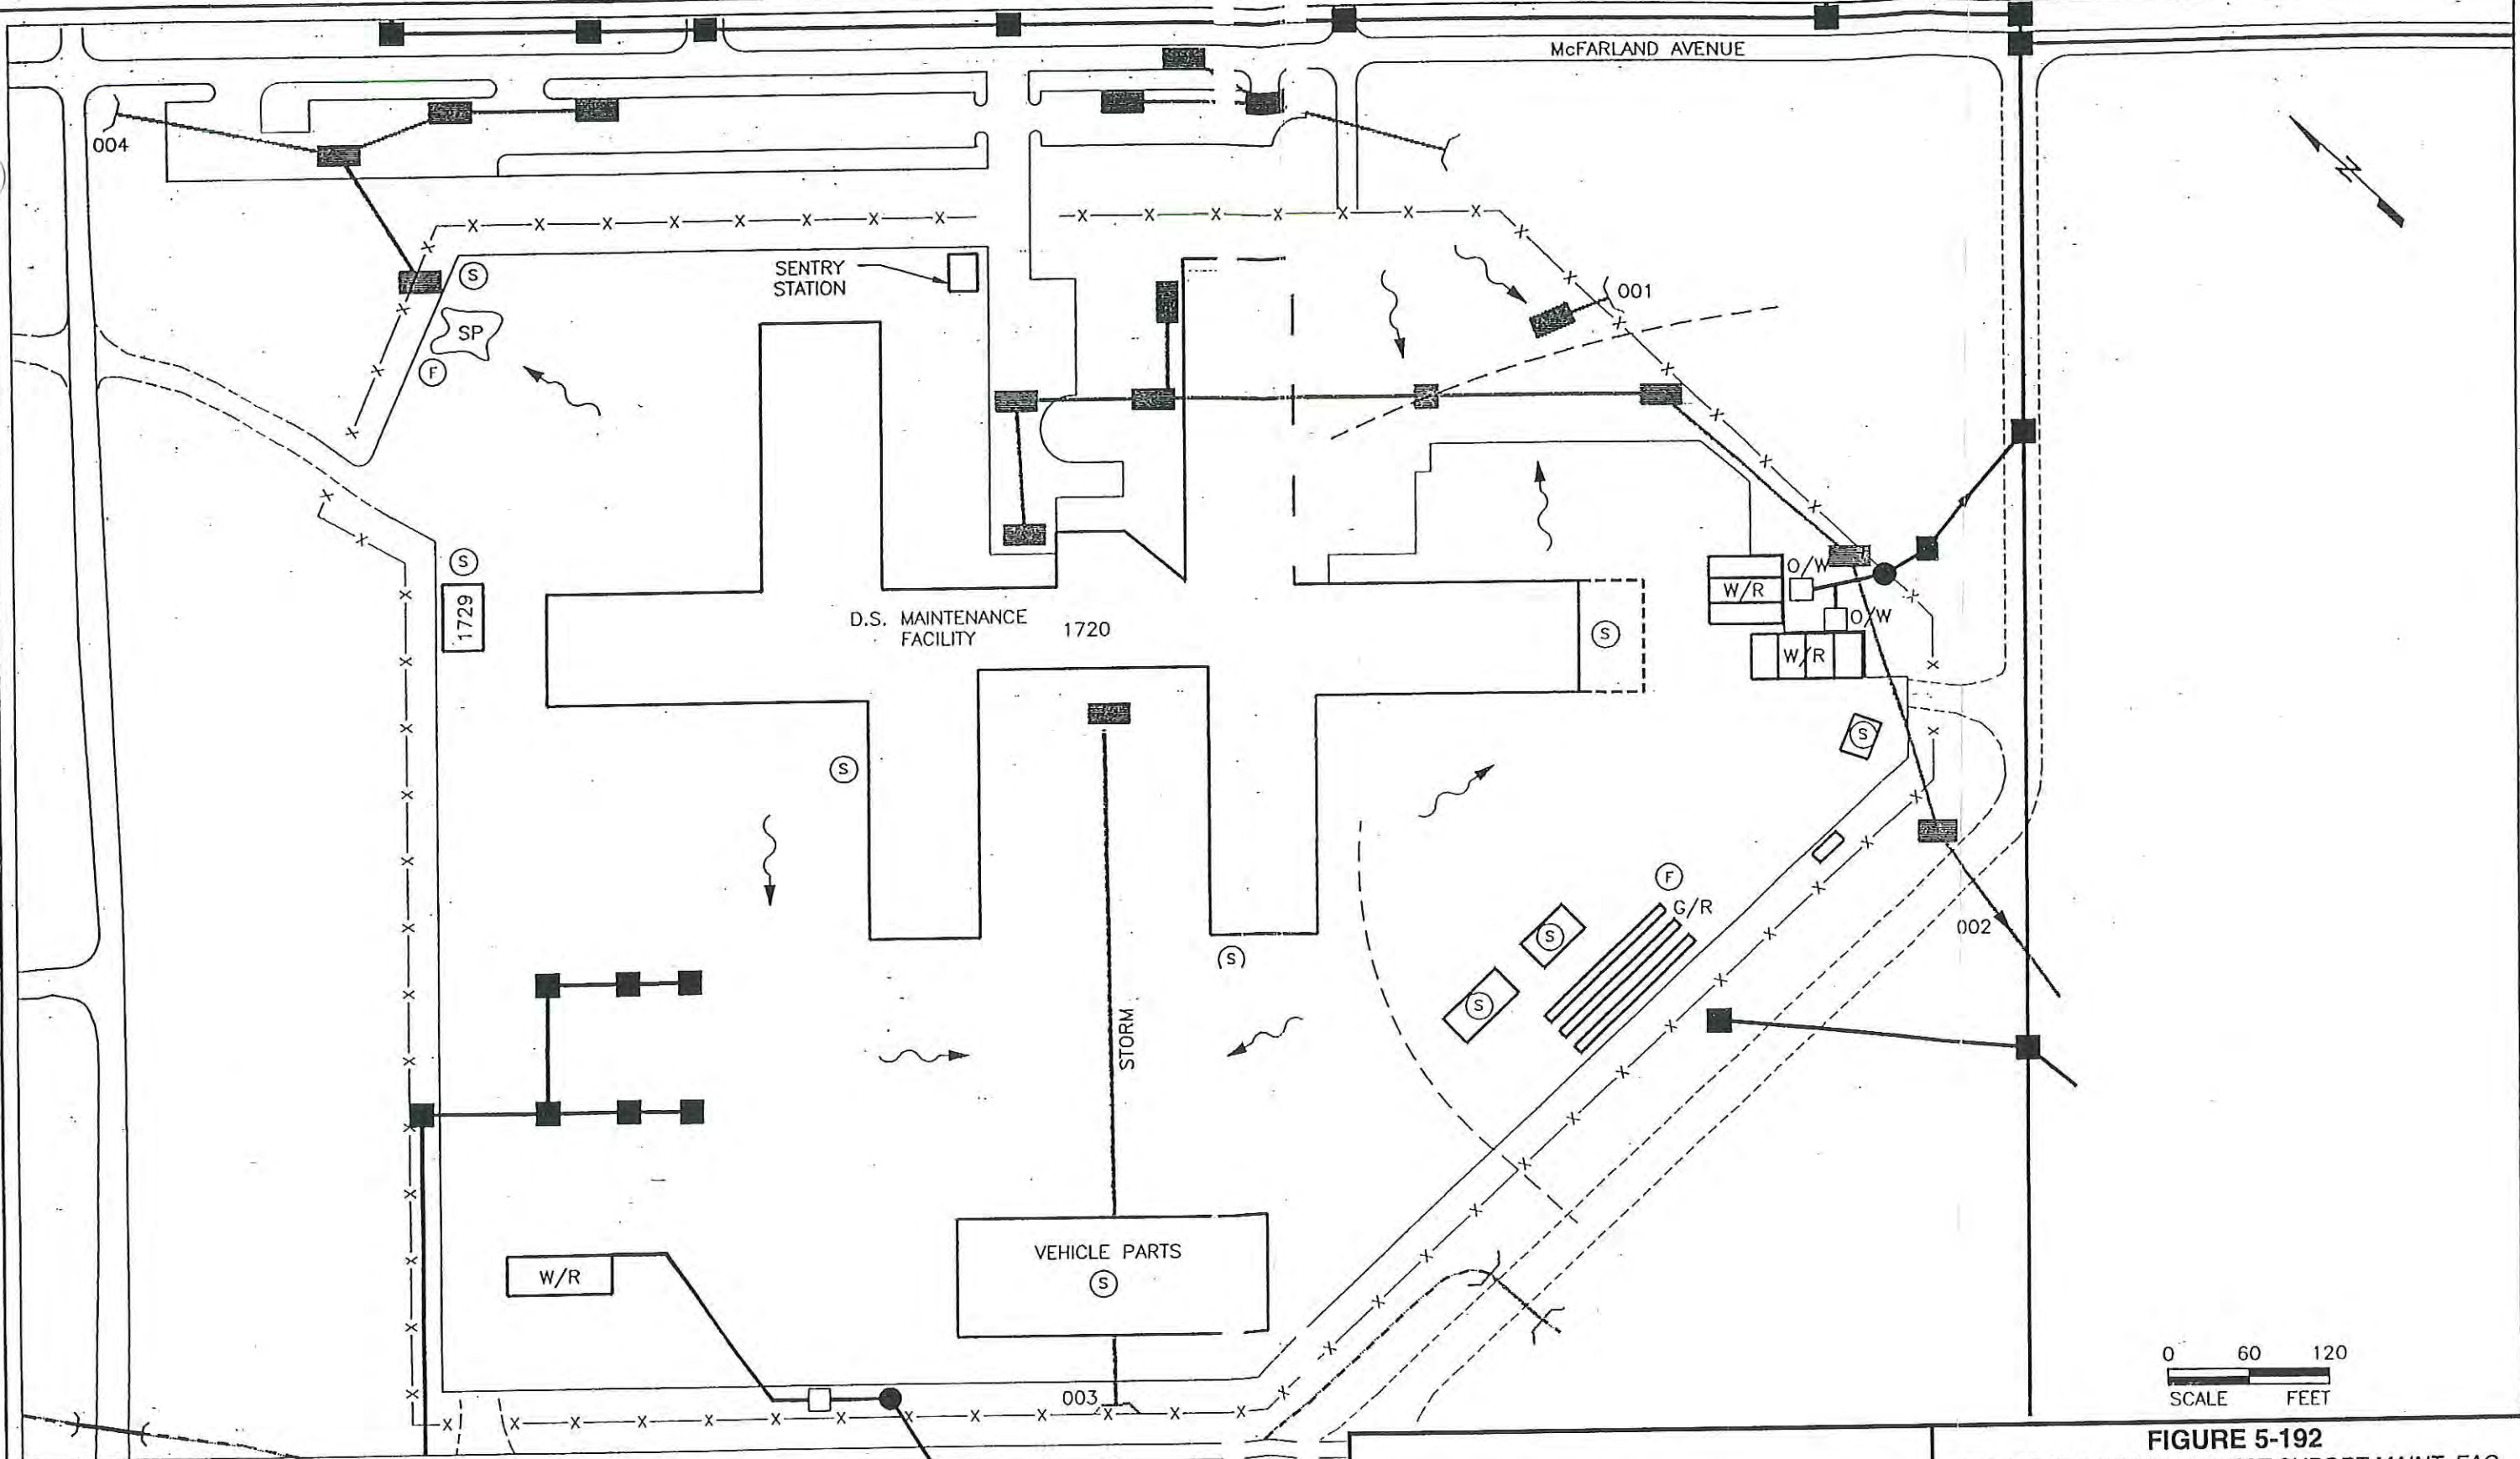 McFARLAND AVENUE
004
N
S
SENTRY
STATION
001
SP
F
S
1729
O/W
W/R
O/W
W/R
D.S. MAINTENANCE
FACILITY
1720
S
S
S
F
G/R
S
S
S
002
STORM
VEHICLE PARTS
S
W/R
003
0 60 120
SCALE FEET
FIGURE 5-192